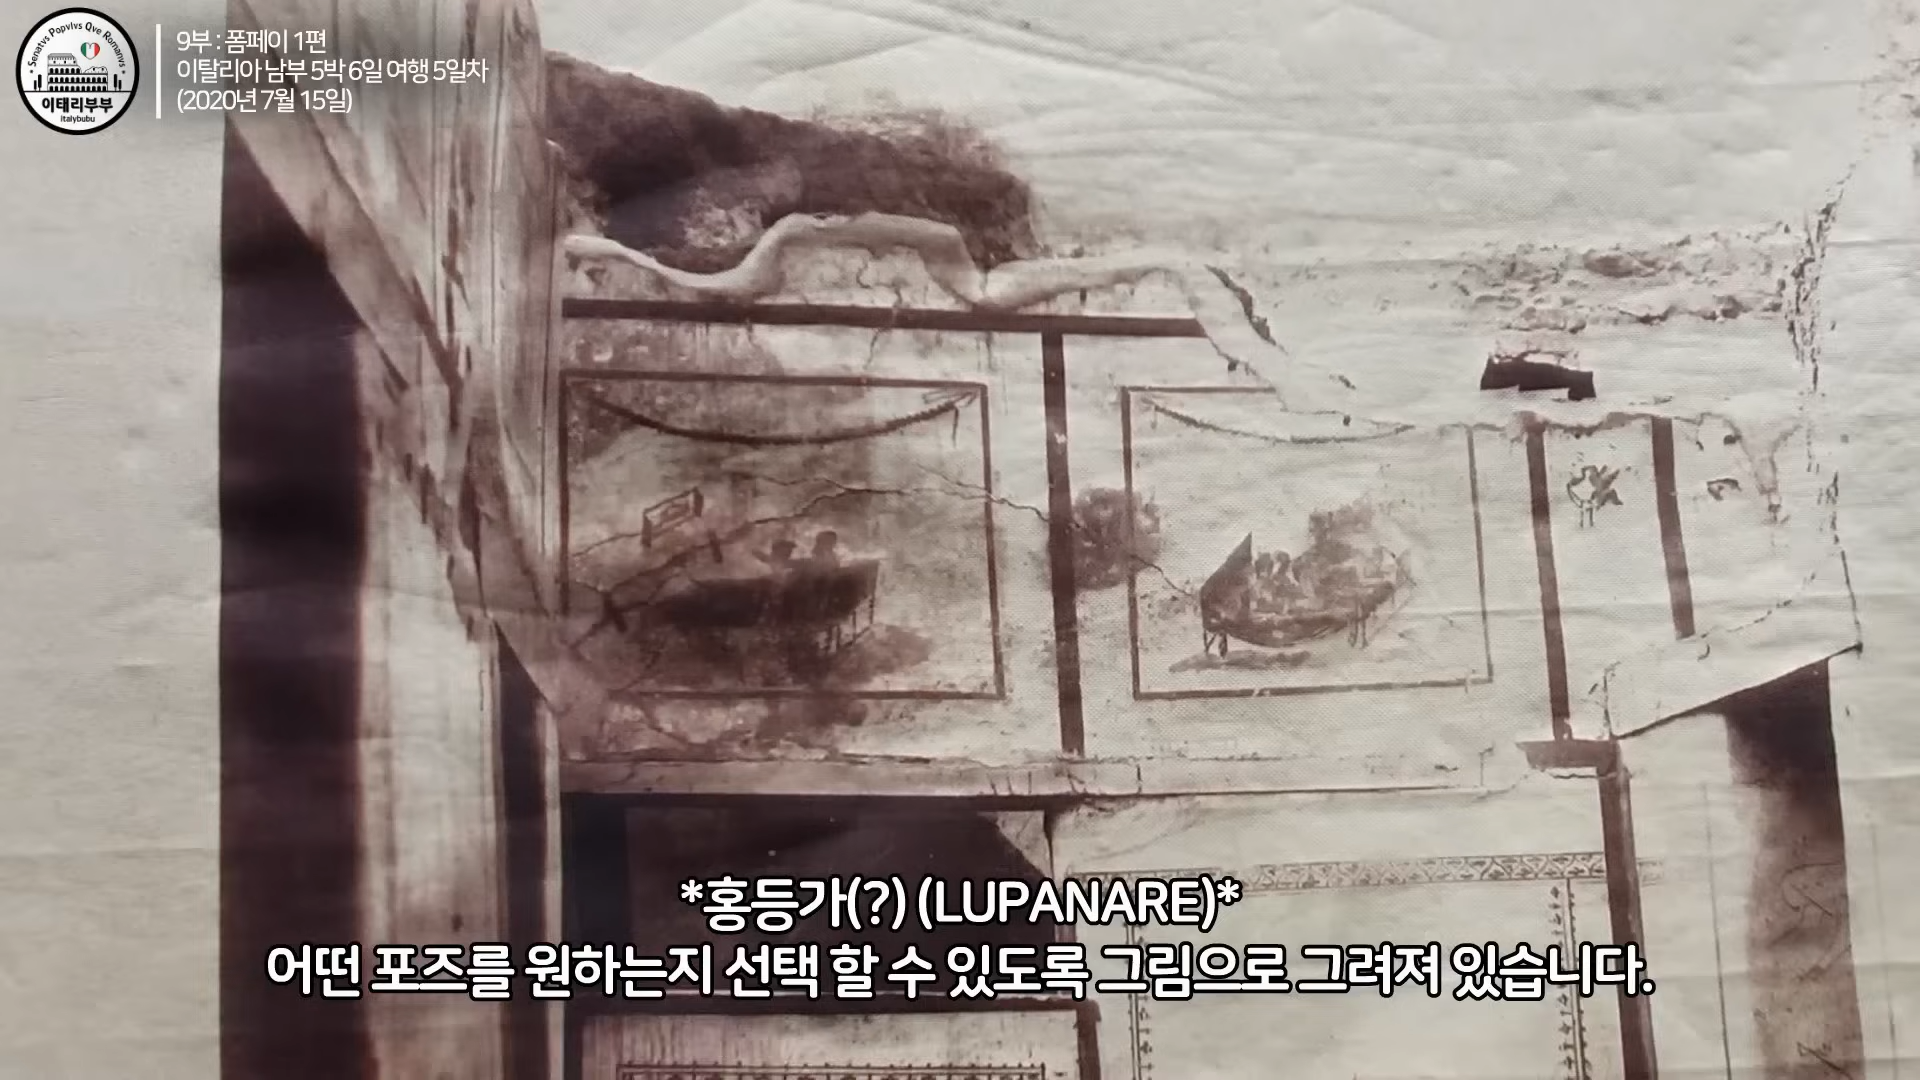 Senatvs Popvlvs Qve Romanvs
이태리부부
Italybubu
9부 : 폼페이 1편
이탈리아 남부 5박 6일 여행 5일차
(2020년 7월 15일)
*홍등가(?) (LUPANARE)*
어떤 포즈를 원하는지 선택 할 수 있도록 그림으로 그려져 있습니다.